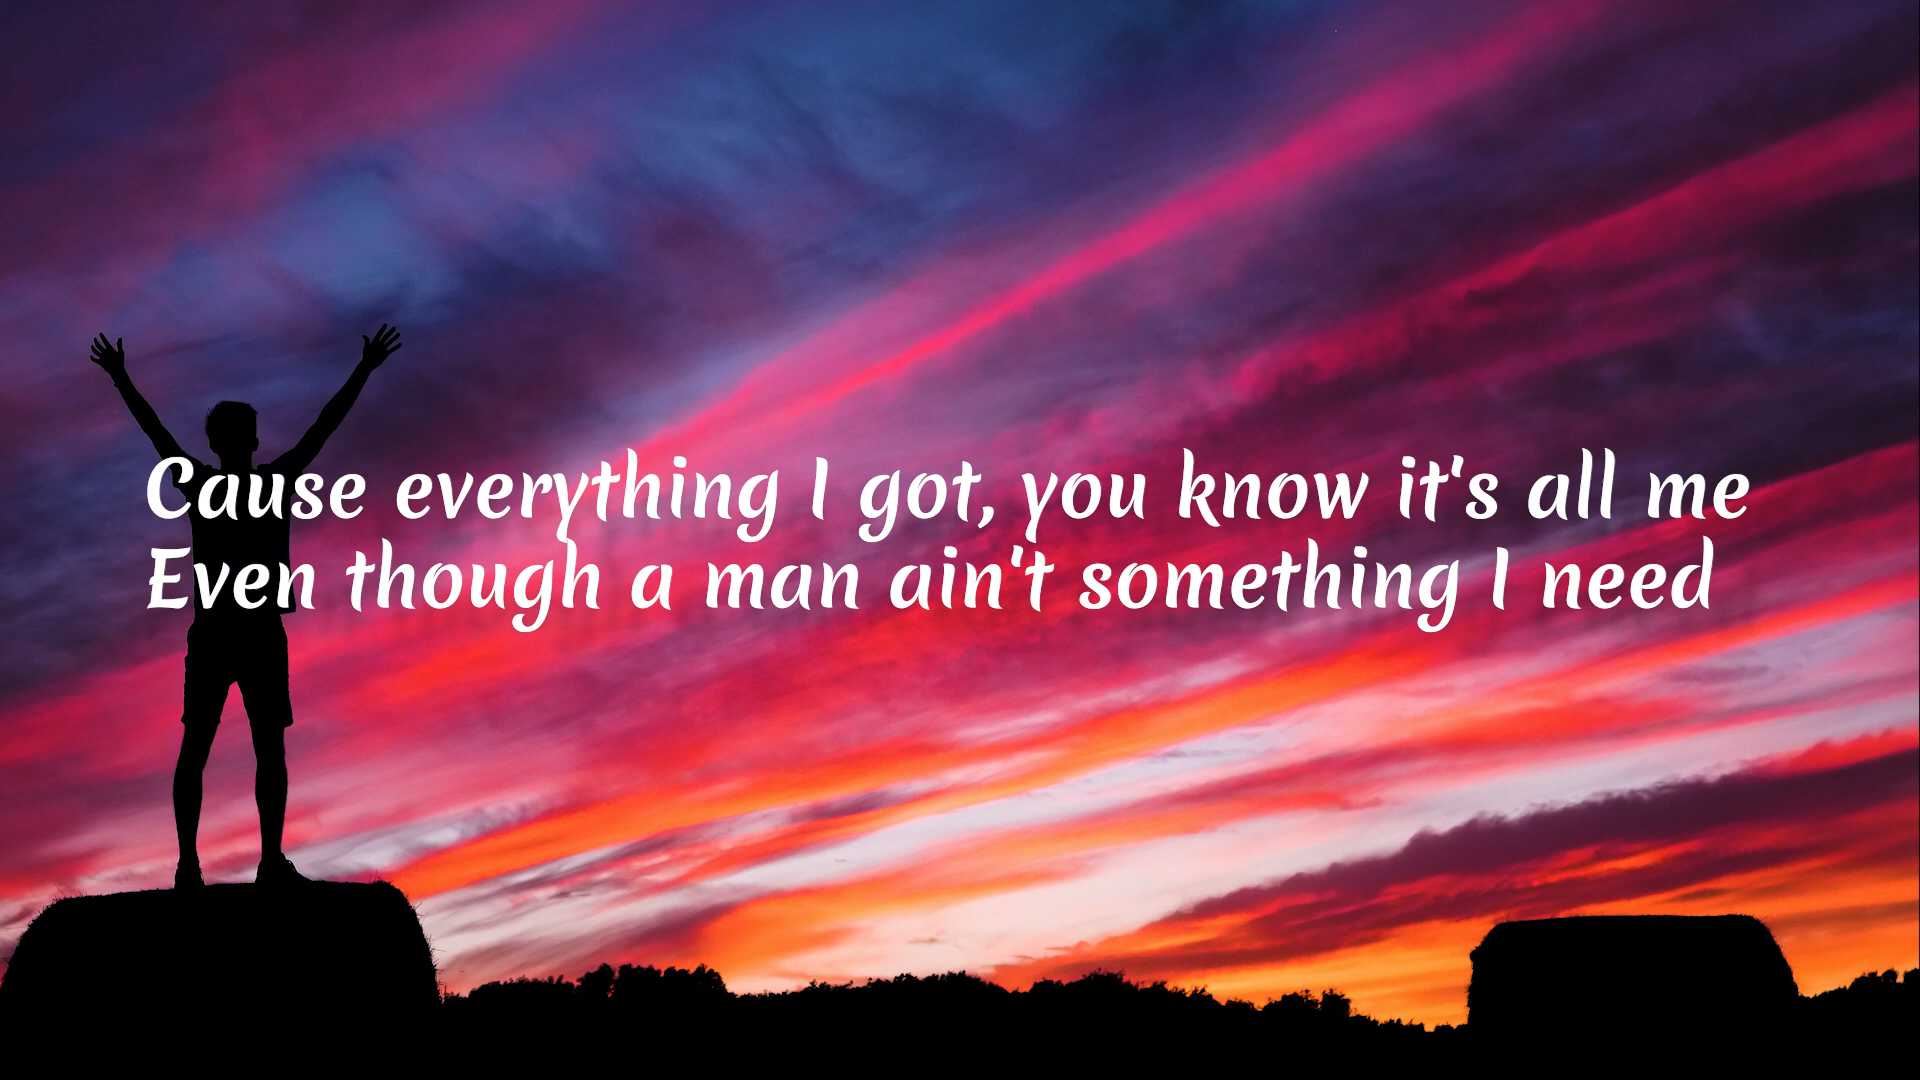 Cause everything I got, you know it's all me
Even though a man ain't something I need